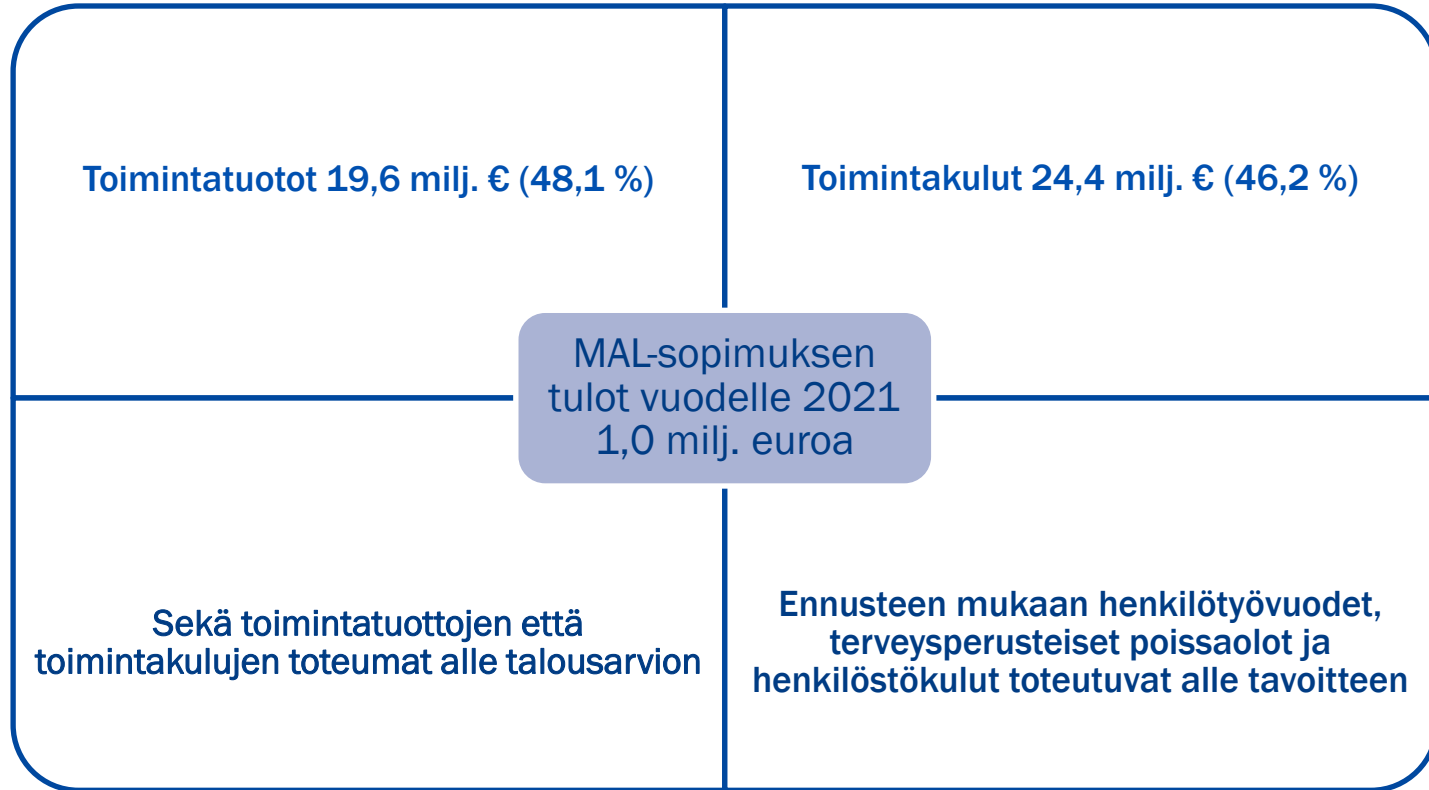 Toimintatuotot 19,6 milj. € (48,1 %)
Toimintakulut 24,4 milj. € (46,2 %)
MAL-sopimuksen
tulot vuodelle 2021
1,0 milj. euroa
Sekä toimintatuottojen että
toimintakulujen toteumat alle talousarvion
Ennusteen mukaan henkilötyövuodet,
terveysperusteiset poissaolot ja
henkilöstökulut toteutuvat alle tavoitteen